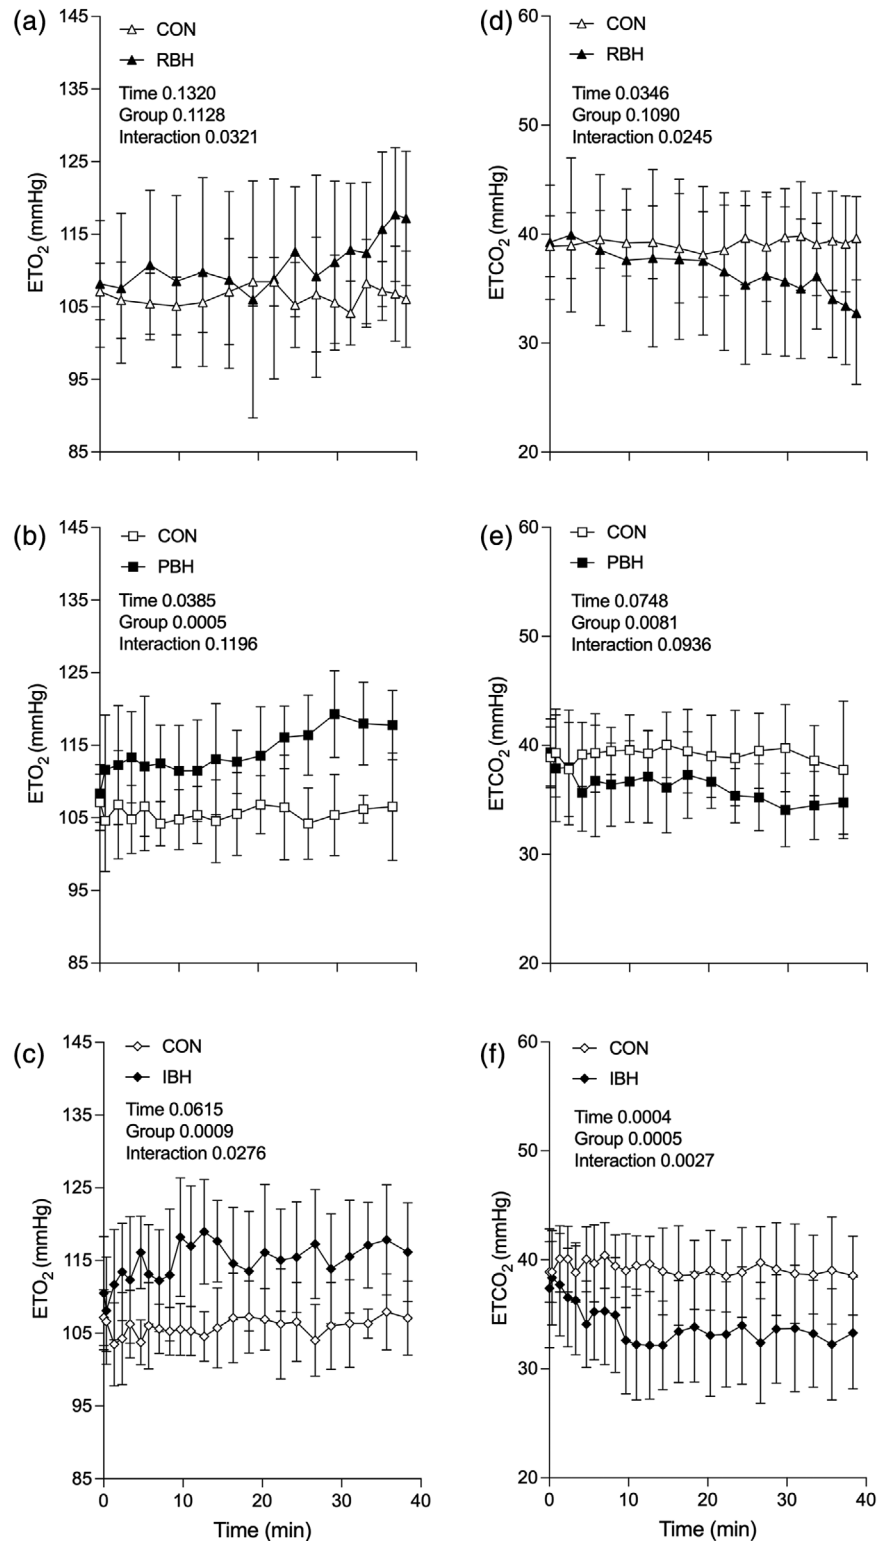 (a)
CON
RBH
Time 0.1320
Group 0.1128
Interaction 0.0321
ETO2 (mmHg)
145
135
125
115
105
95
85
(d)
CON
RBH
Time 0.0346
Group 0.1090
Interaction 0.0245
ETCO2 (mmHg)
60
50
40
30
20
(b)
CON
PBH
Time 0.0385
Group 0.0005
Interaction 0.1196
ETO2 (mmHg)
145
135
125
115
105
95
85
(e)
CON
PBH
Time 0.0748
Group 0.0081
Interaction 0.0936
ETCO2 (mmHg)
60
50
40
30
20
(c)
CON
IBH
Time 0.0615
Group 0.0009
Interaction 0.0276
ETO2 (mmHg)
145
135
125
115
105
95
85
0 10 20 30 40
Time (min)
(f)
CON
IBH
Time 0.0004
Group 0.0005
Interaction 0.0027
ETCO2 (mmHg)
60
50
40
30
20
0 10 20 30 40
Time (min)